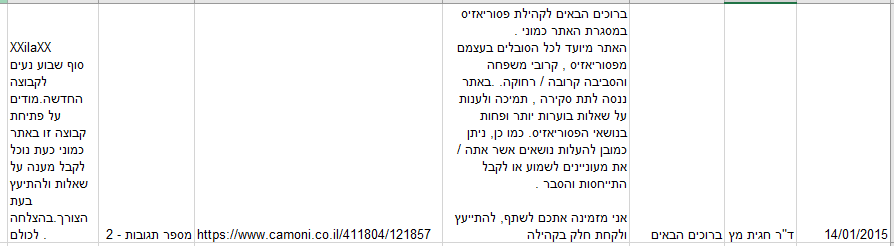 14/01/2015
ד"ר חגית מץ
ברוכים הבאים
ברוכים הבאים לקהילת פסוריאזיס
במסגרת האתר כמוני .
האתר מיועד לכל הסובלים בעצמם
מפסוריאזיס , קרובי משפחה
והסביבה קרובה / רחוקה. .באתר
ננסה לתת סקירה , תמיכה ולענות
על שאלות בוערות יותר ופחות
בנושאי הפסוריאזיס. כמו כן, ניתן
כמובן להעלות נושאים אשר אתה /
את מעוניינים לשמוע או לקבל
התייחסות והסבר .
אני מזמינה אתכם לשתף, להתייעץ
ולקחת חלק בקהילה
https://www.camoni.co.il/411804/121857
מספר תגובות - 2
XXilaXX
סוף שבוע נעים
לקבוצה
החדשה.מודים
על פתיחת
קבוצה זו באתר
כמוני כעת נוכל
לקבל מענה על
שאלות ולהתיעץ
בעת
הצורך.בהצלחה
לכולם .